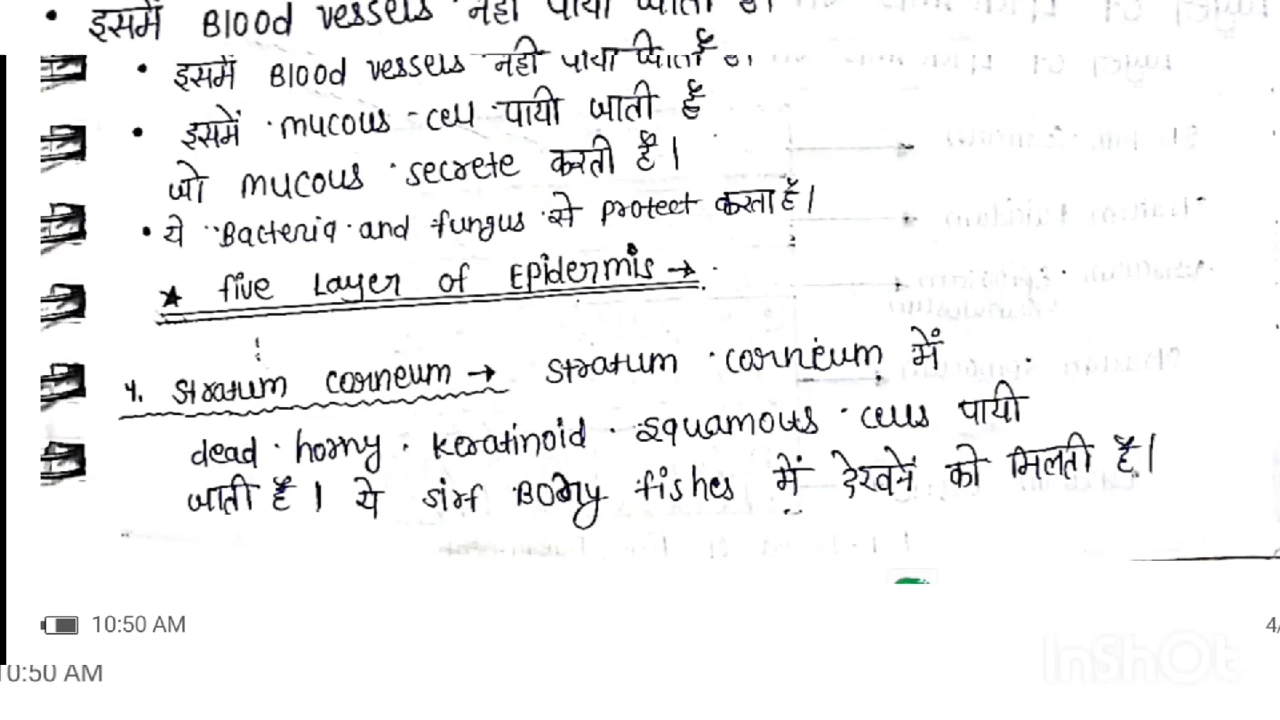 • इसमें Blood vessels नहीं पाया जाता है।
• इसमें Blood vessels नहीं पाया जाता है।
• इसमें mucous cell पायी जाती है
जो mucous secrete करती है।
• ये Bacteria and fungus से protect करता है।
★ five Layer of Epidermis →
1. Stratum corneum → Stratum corneum में
dead horny keratinoid squamous cells पायी
जाती है। ये सिर्फ Bony fishes में देखने को मिलती है।
10:50 AM
4/
10:50 AM
InShOt